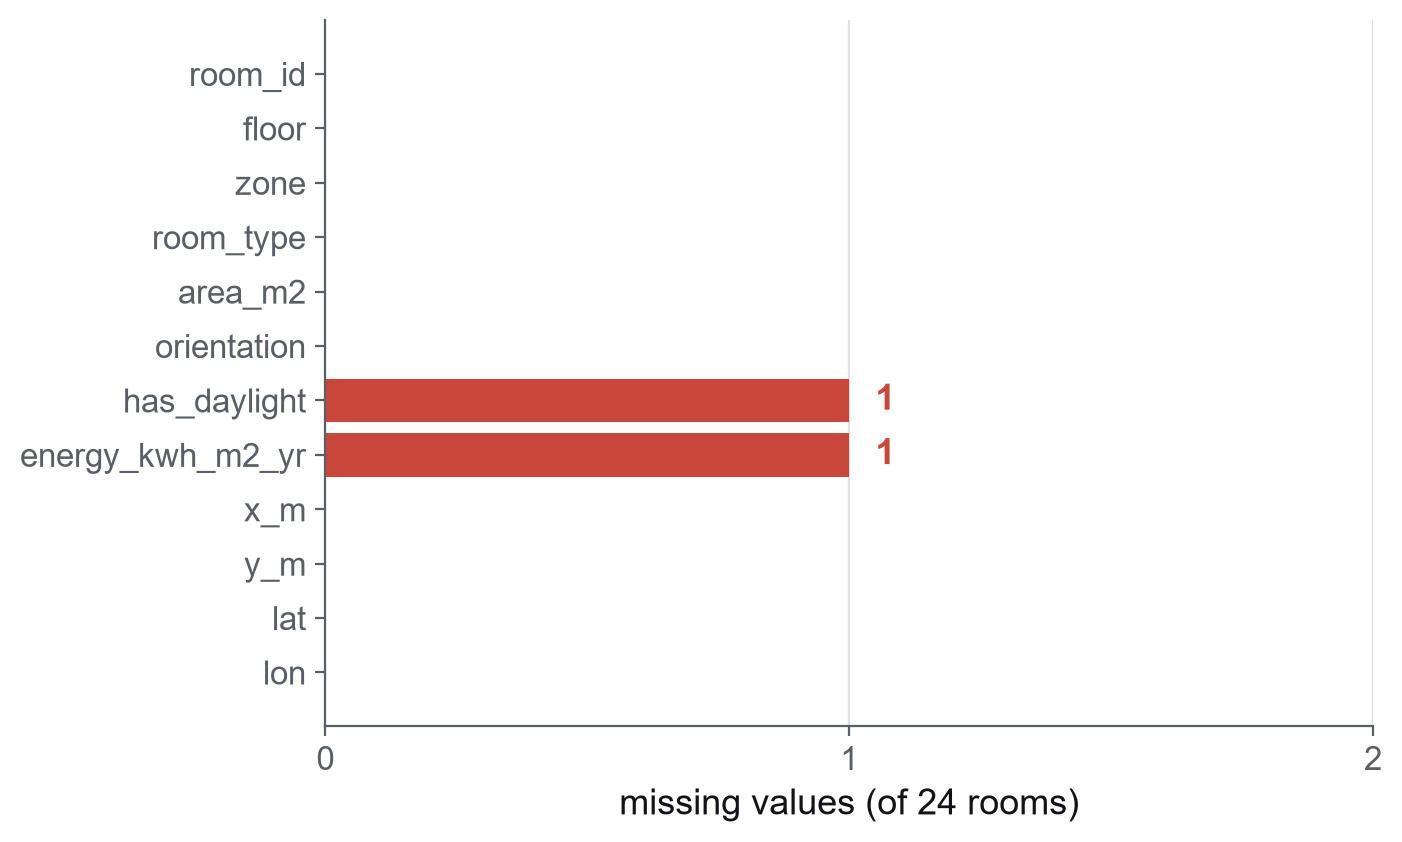 room_id
floor
zone
room_type
area_m2
orientation
has_daylight 1
energy_kwh_m2_yr 1
x_m
y_m
lat
lon
0 1 2
missing values (of 24 rooms)